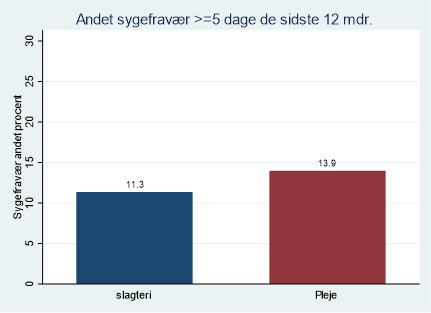 Andet sygefravær >=5 dage de sidste 12 mdr.
Sygefravær andet procent
30
25
20
15
10
5
0
11.3
13.9
slagteri
Pleje